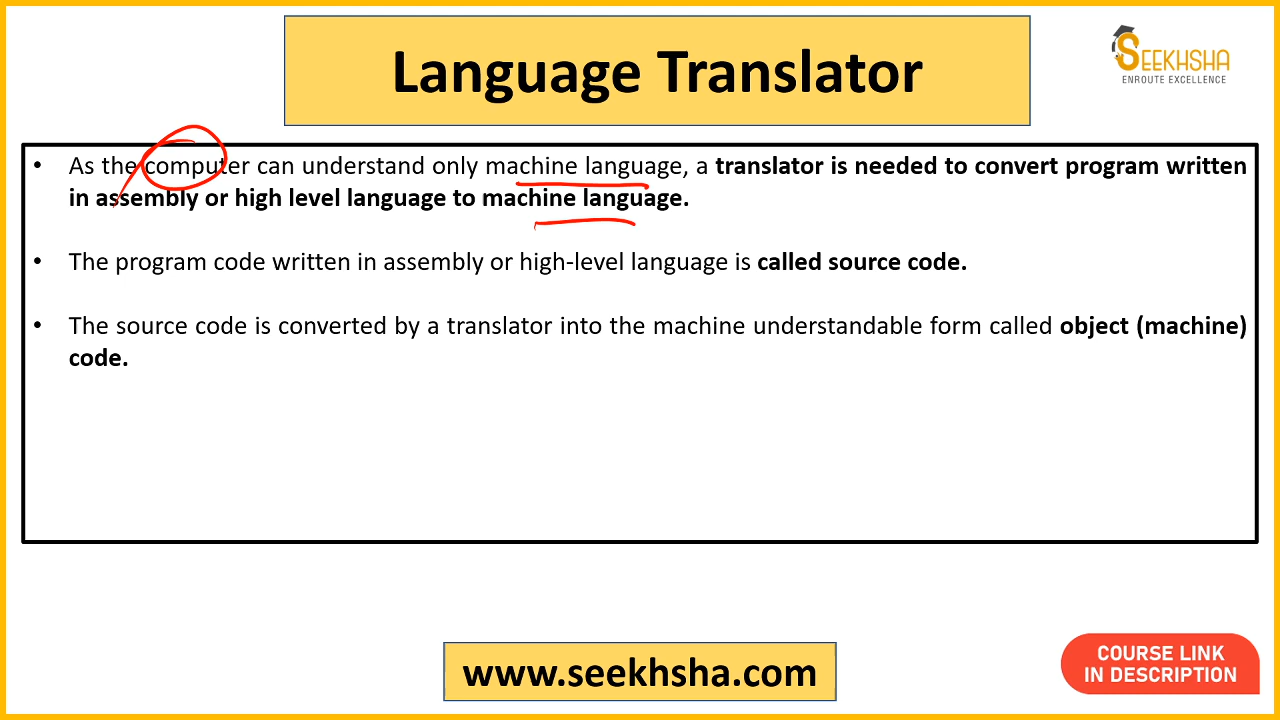 Language Translator
SEEKHSHA
ENROUTE EXCELLENCE
• As the computer can understand only machine language, a translator is needed to convert program written
in assembly or high level language to machine language.
• The program code written in assembly or high-level language is called source code.
• The source code is converted by a translator into the machine understandable form called object (machine)
code.
www.seekhsha.com
COURSE LINK
IN DESCRIPTION